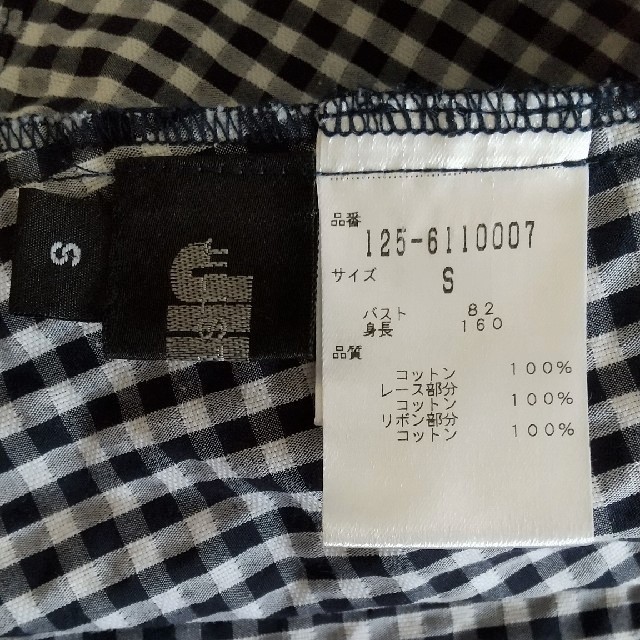 S
品番
125-6110007
サイズ
S
バスト 82
身長 160
品質
コットン 100%
レース部分
コットン 100%
リボン部分
コットン 100%